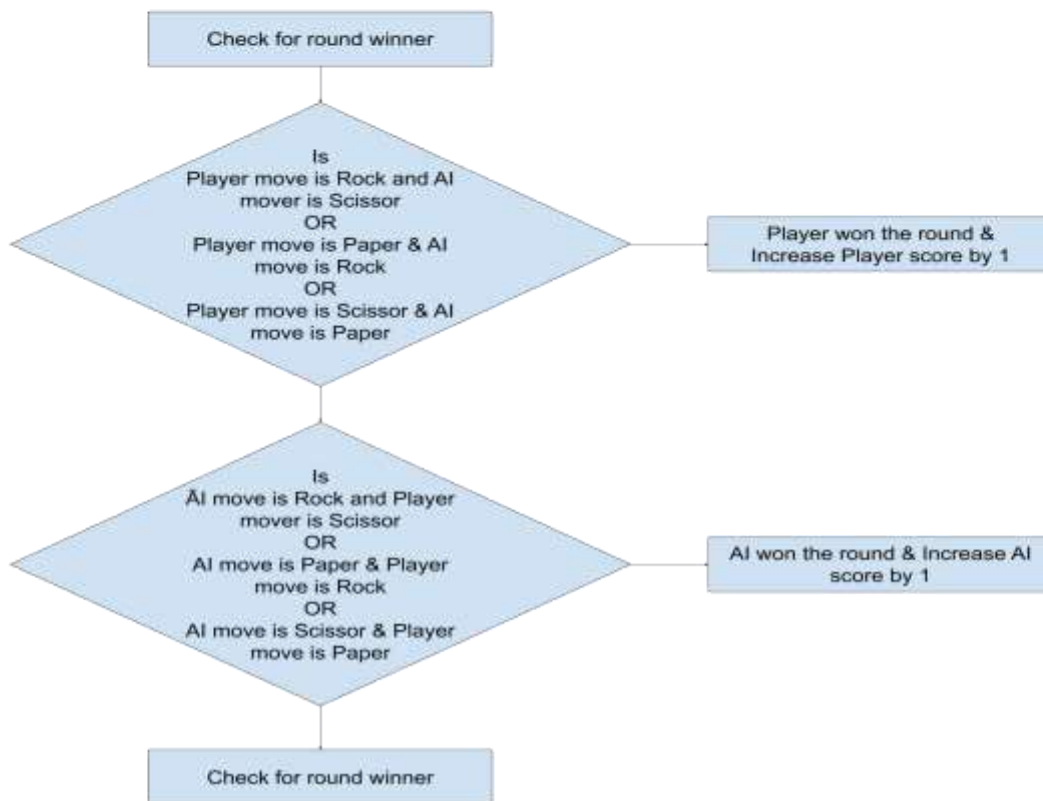 Check for round winner
Is
Player move is Rock and AI
mover is Scissor
OR
Player move is Paper & AI
move is Rock
OR
Player move is Scissor & AI
move is Paper
Player won the round &
Increase Player score by 1
Is
ÃI move is Rock and Player
mover is Scissor
OR
AI move is Paper & Player
move is Rock
OR
AI move is Scissor & Player
move is Paper
AI won the round & Increase AI
score by 1
Check for round winner